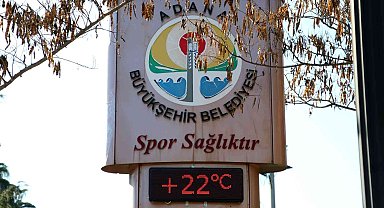 ADANA
BÜYÜKŞEHİR BELEDİYESİ
Spor Sağlıktır
+22°C